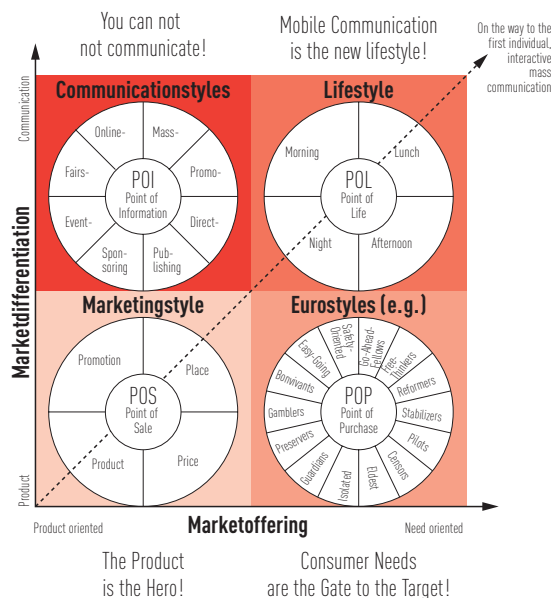 You can not
not communicate!
Mobile Communication
is the new lifestyle!
On the way to the
first individual,
interactive
mass
communication
Communication
Communicationstyles
Lifestyle
Online-
Mass-
Fairs-
Promo-
POI
Point of
Information
Event-
Direct-
Spon-
soring
Pub-
lishing
Morning
Lunch
POL
Point of
Life
Night
Afternoon
Marketdifferentiation
Marketingstyle
Eurostyles (e.g.)
Promotion
Place
POS
Point of
Sale
Product
Price
Easy-Going
Safety-
Oriented
Go-Ahead-
Fellows
Free-
Thinkers
Bonvivants
Reformers
Gamblers
POP
Point of
Purchase
Stabilizers
Preservers
Pilots
Guardians
Censors
Isolated
Eldest
Product
Product oriented
Marketoffering
Need oriented
The Product
is the Hero!
Consumer Needs
are the Gate to the Target!